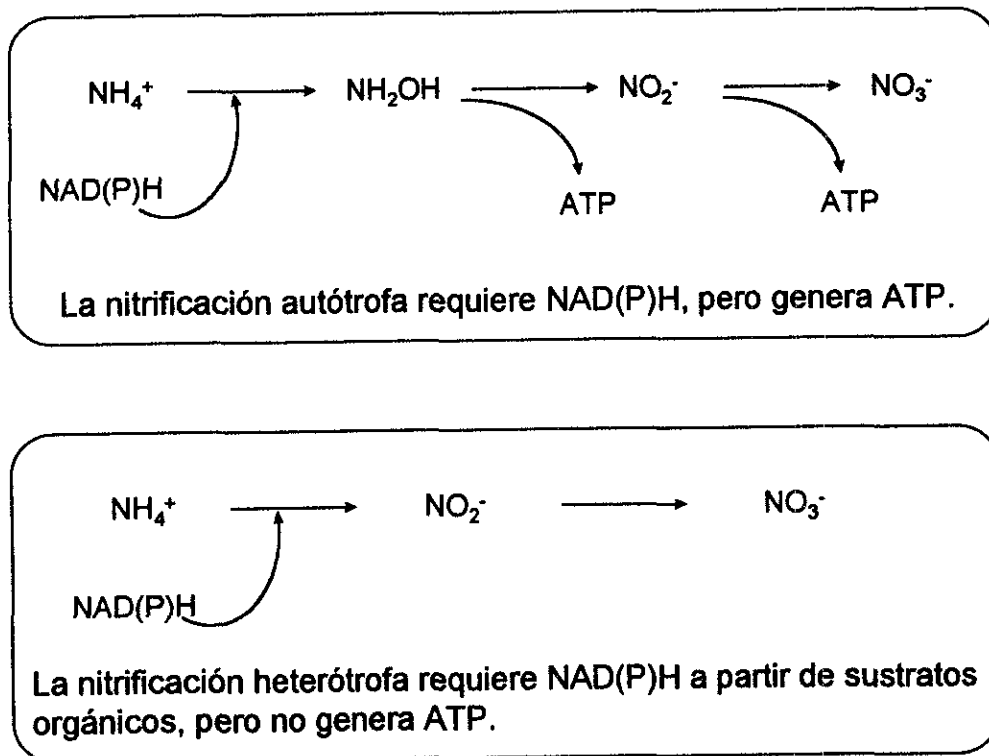 NH₄⁺ NH₂OH NO₂⁻ NO₃⁻
NAD(P)H
ATP ATP
La nitrificación autótrofa requiere NAD(P)H, pero genera ATP.
NH₄⁺ NO₂⁻ NO₃⁻
NAD(P)H
La nitrificación heterótrofa requiere NAD(P)H a partir de sustratos
orgánicos, pero no genera ATP.